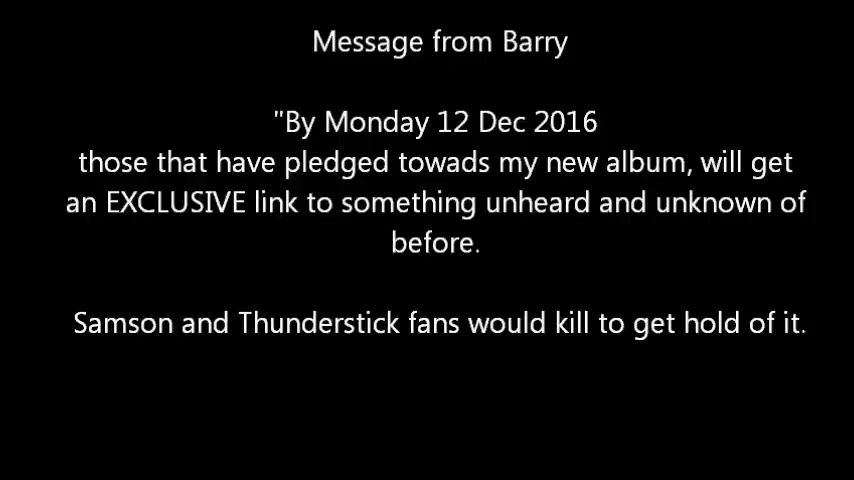 Message from Barry
"By Monday 12 Dec 2016
those that have pledged towads my new album, will get
an EXCLUSIVE link to something unheard and unknown of
before.
Samson and Thunderstick fans would kill to get hold of it.